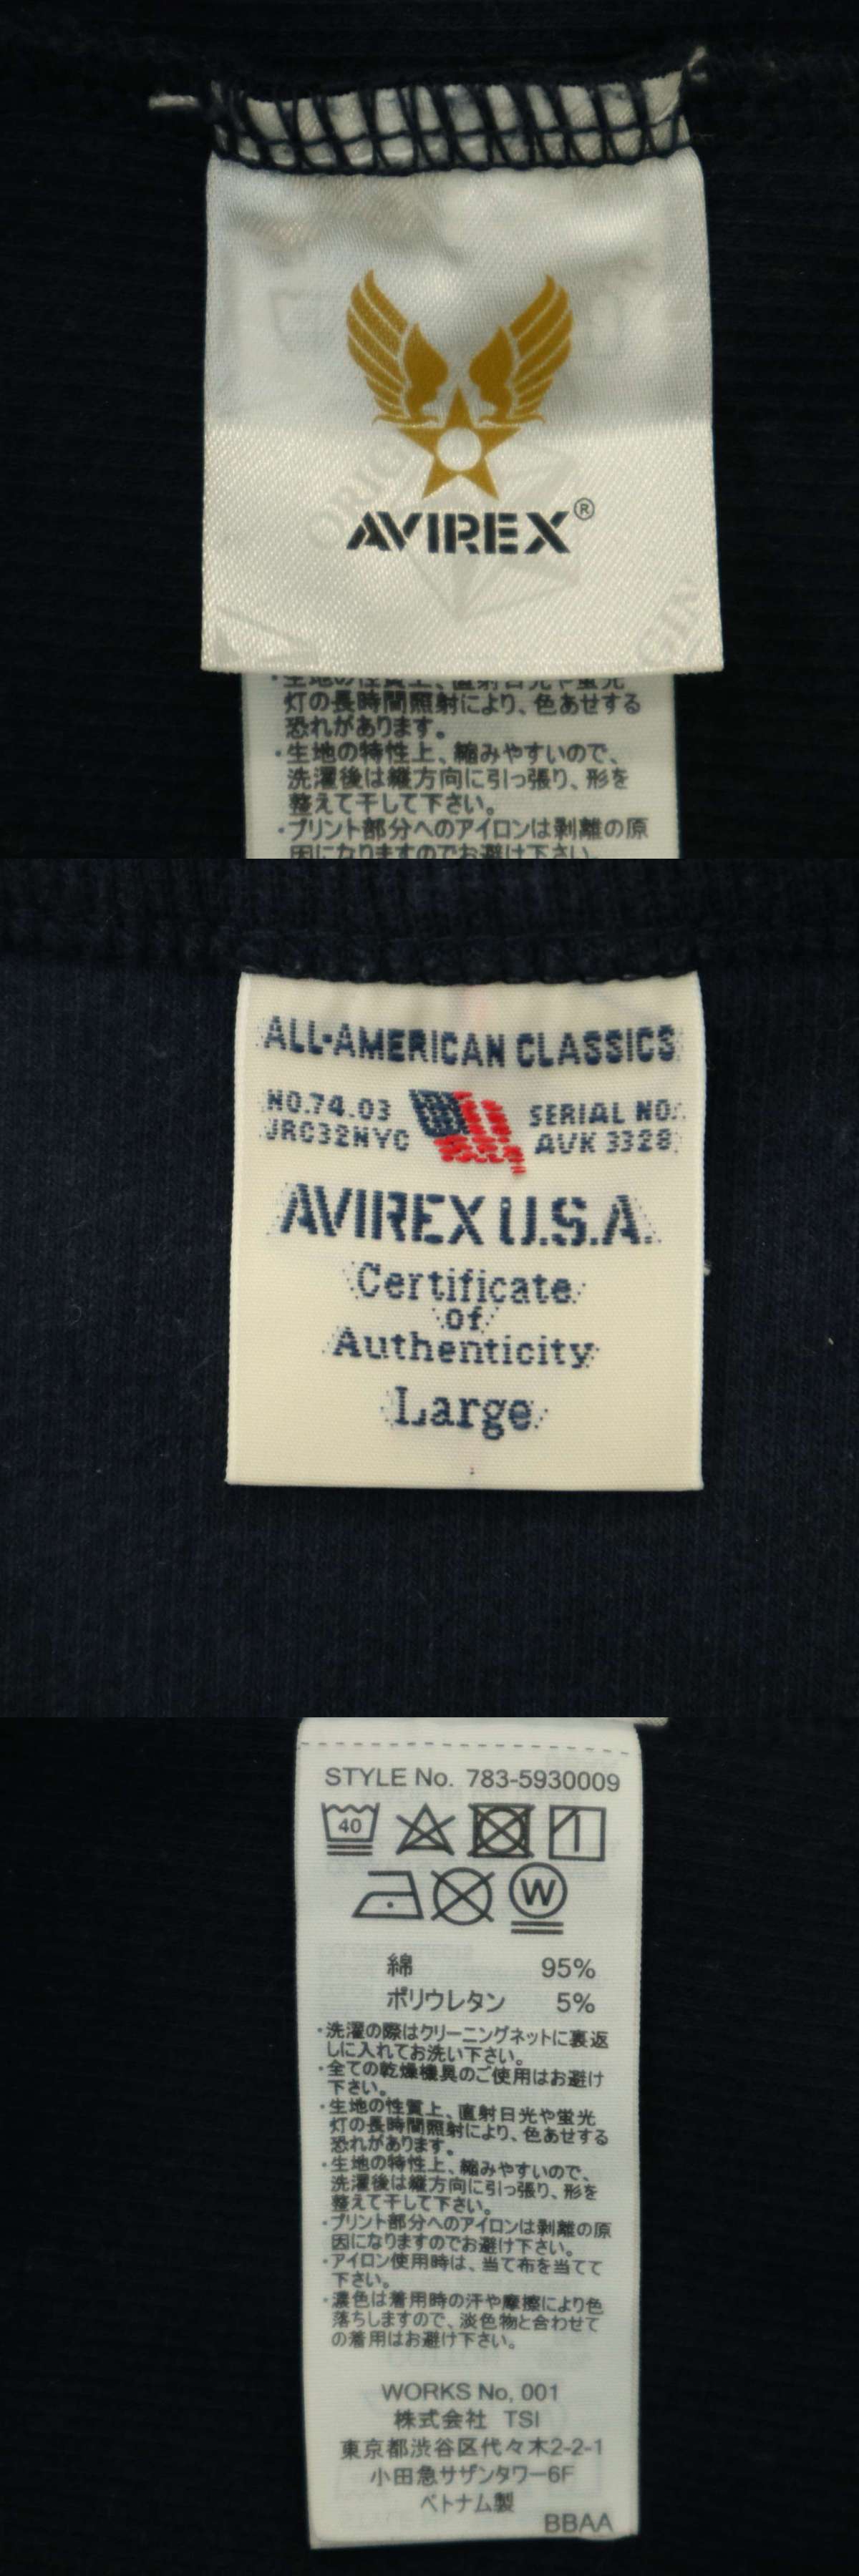 AVIREX®
・生地の性質上、直射日光や蛍光
灯の長時間照射により、色あせする
恐れがあります。
・生地の特性上、縮みやすいので、
洗濯後は縦方向に引っ張り、形を
整えて干して下さい。
・プリント部分へのアイロンは剥離の原
因になりますのでお避け下さい。
ALL-AMERICAN CLASSICS
NO.74.03
JRC32NYC
SERIAL NO.
AVK 3328
AVIREX U.S.A.
Certificate
of
Authenticity
Large
STYLE No. 783-5930009
40
W
綿 95%
ポリウレタン 5%
・洗濯の際はクリーニングネットに裏返
しに入れてお洗い下さい。
・全ての乾燥機具のご使用はお避け
下さい。
・生地の性質上、直射日光や蛍光
灯の長時間照射により、色あせする
恐れがあります。
・生地の特性上、縮みやすいので、
洗濯後は縦方向に引っ張り、形を
整えて干して下さい。
・プリント部分へのアイロンは剥離の原
因になりますのでお避け下さい。
・アイロン使用時は、当て布を当てて
下さい。
・濃色は着用時の汗や摩擦により色
落ちしますので、淡色物と合わせて
の着用はお避け下さい。
WORKS No, 001
株式会社 TSI
東京都渋谷区代々木2-2-1
小田急サザンタワー6F
ベトナム製
BBAA